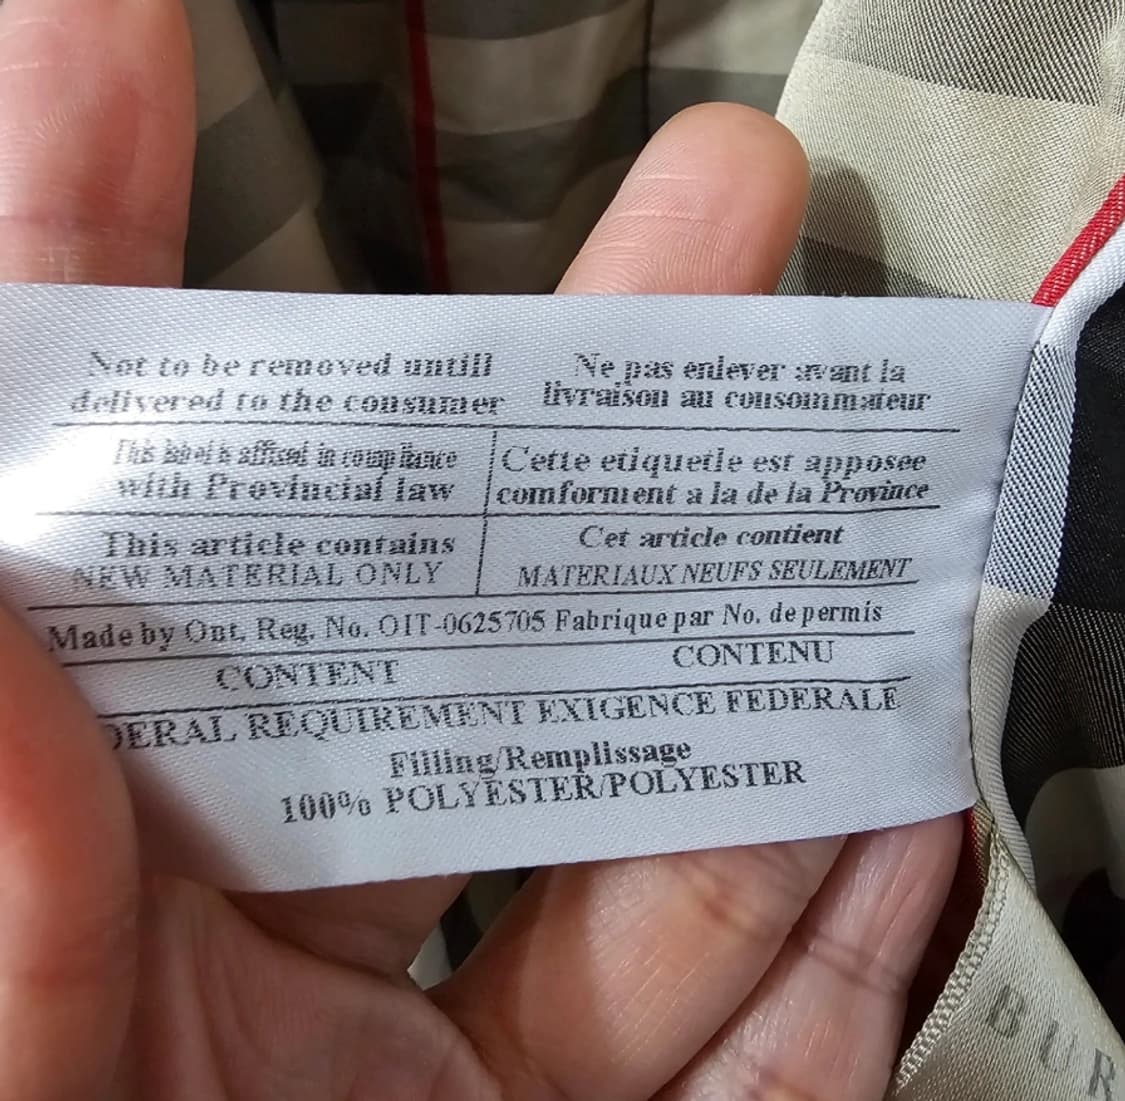 Not to be removed untill
delivered to the consumer
Ne pas enlever avant la
livraison au consommateur
This label is affixed in compliance
with Provincial law
Cette etiquetle est apposee
comforment a la de la Province
This article contains
NEW MATERIAL ONLY
Cet article contient
MATERIAUX NEUFS SEULEMENT
Made by Ont. Reg. No. OIT-0625705 Fabrique par No. de permis
CONTENT
CONTENU
DERAL REQUIREMENT EXIGENCE FEDERALE
Filling/Remplissage
100% POLYESTER/POLYESTER
BUR